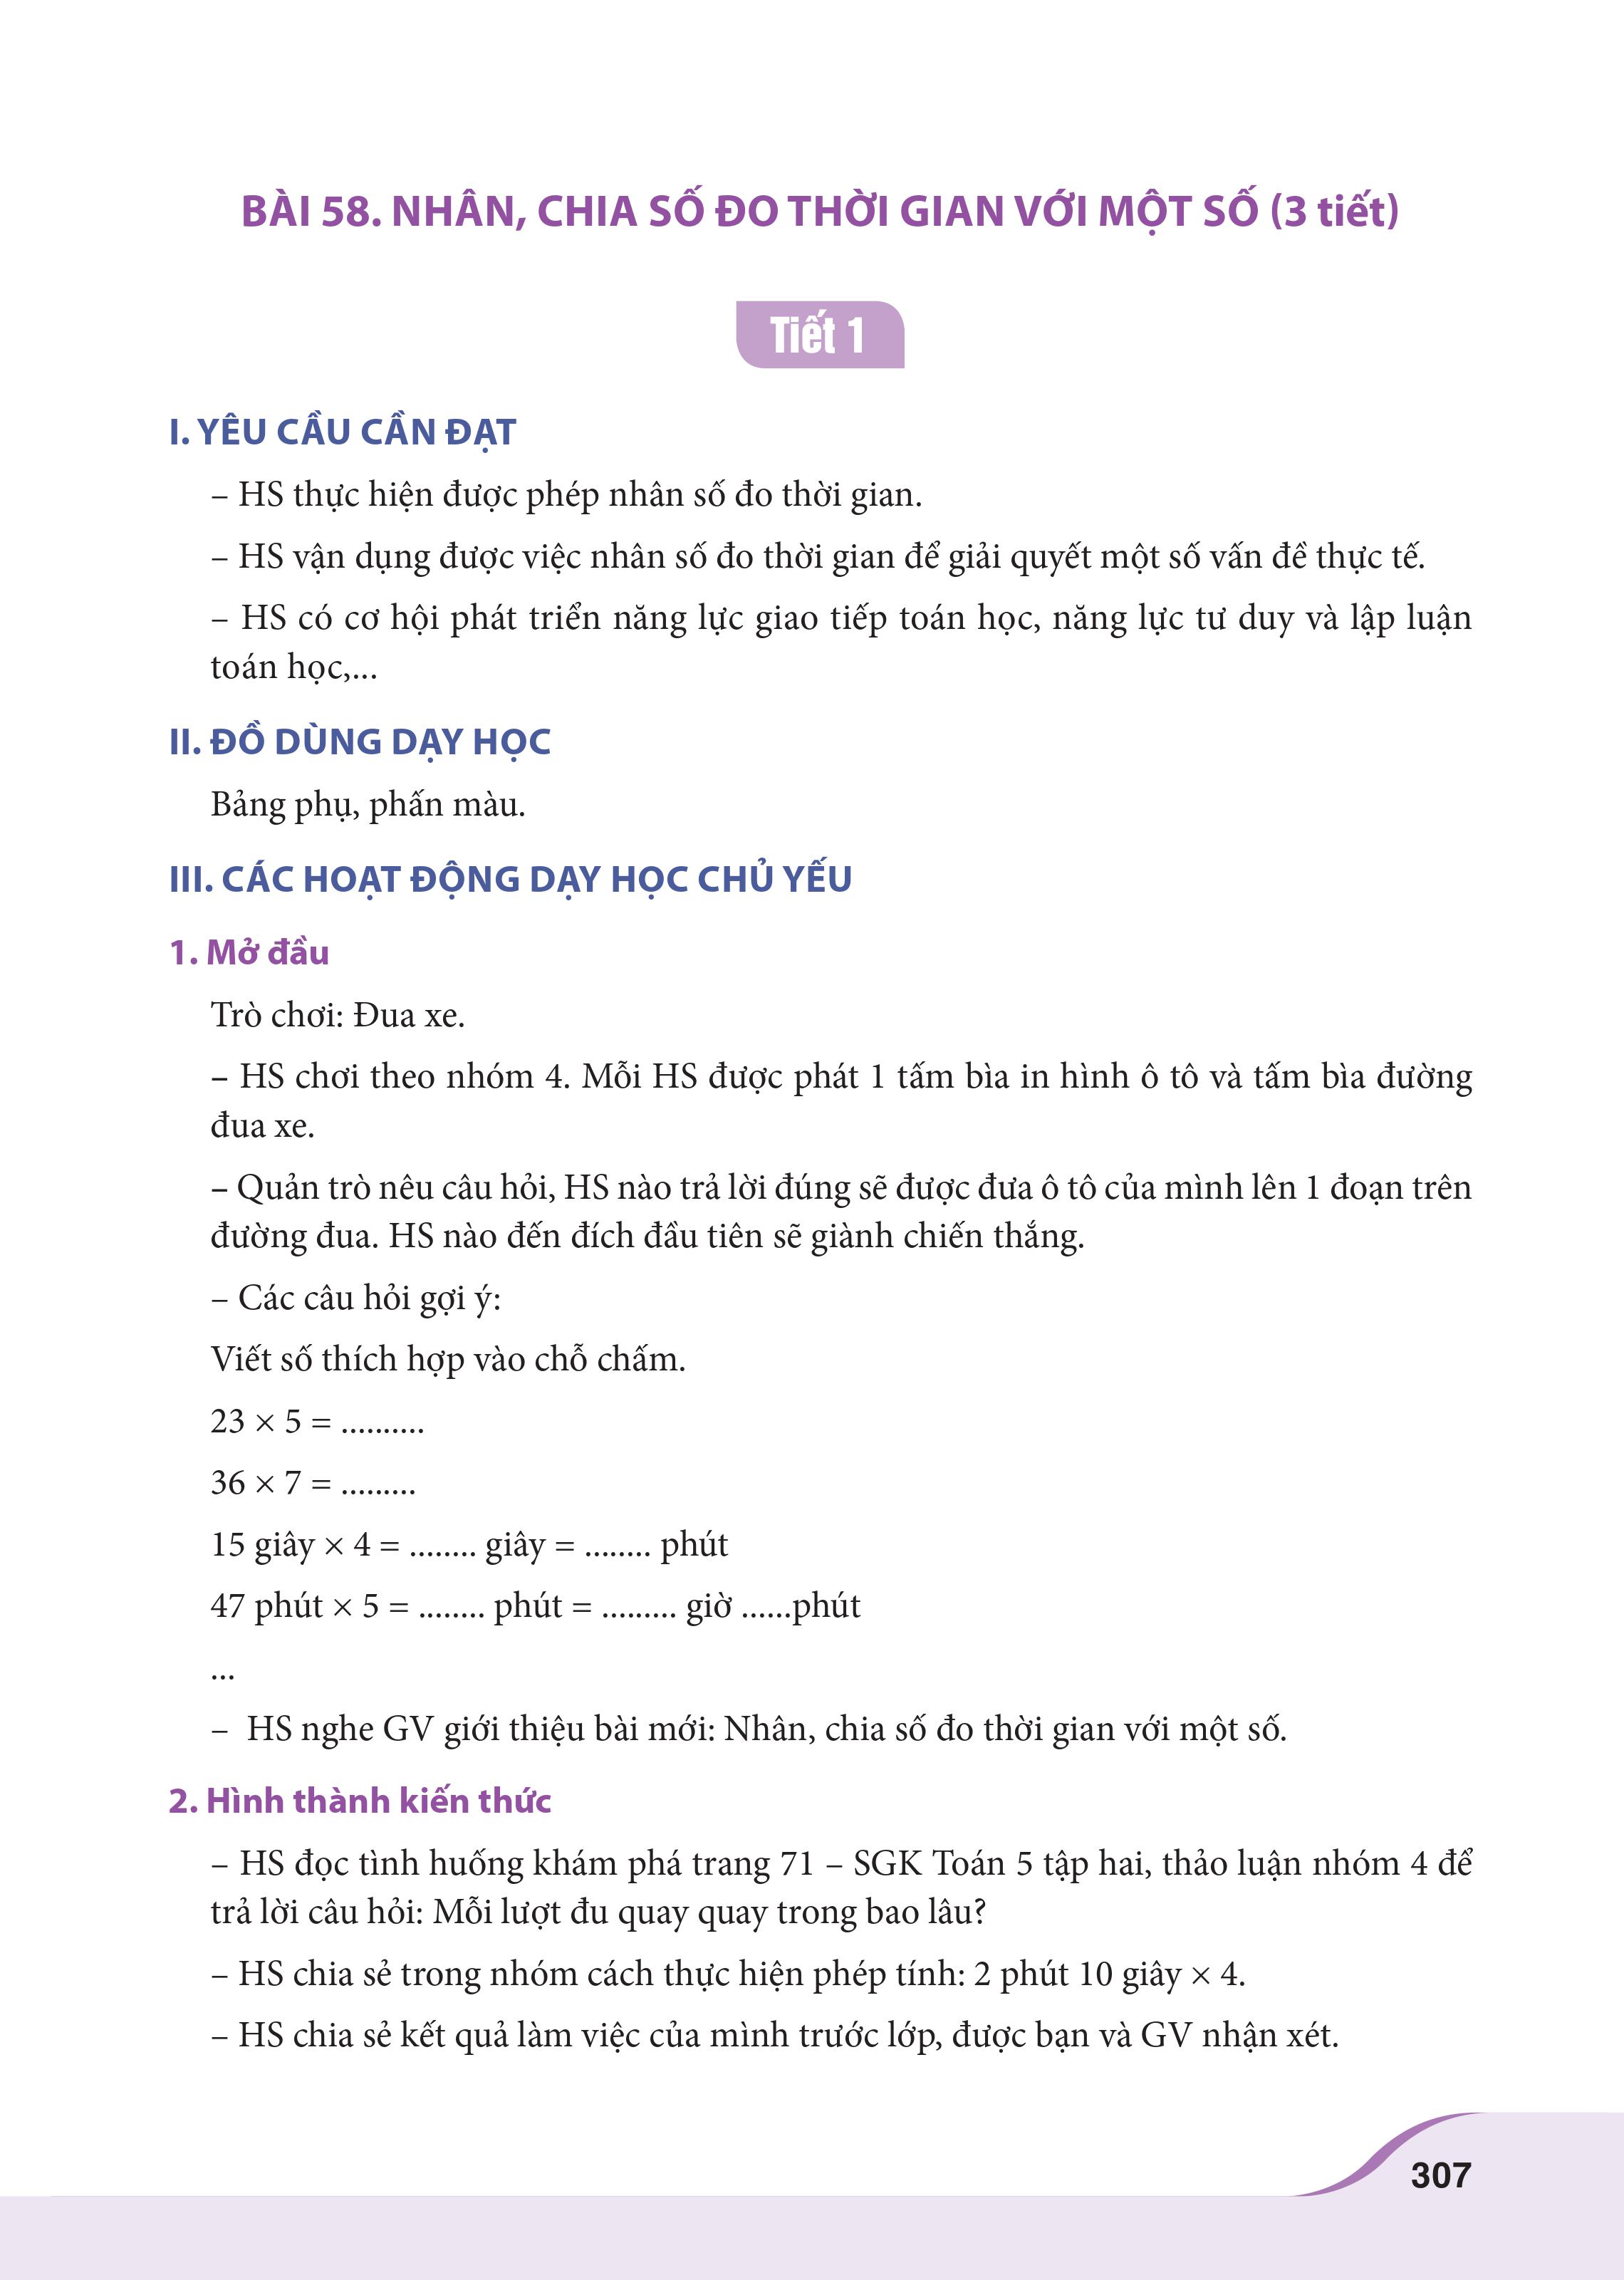 BÀI 58. NHÂN, CHIA SỐ ĐO THỜI GIAN VỚI MỘT SỐ (3 tiết)
Tiết 1
I. YÊU CẦU CẦN ĐẠT
– HS thực hiện được phép nhân số đo thời gian.
– HS vận dụng được việc nhân số đo thời gian để giải quyết một số vấn đề thực tế.
– HS có cơ hội phát triển năng lực giao tiếp toán học, năng lực tư duy và lập luận
toán học,...
II. ĐỒ DÙNG DẠY HỌC
Bảng phụ, phấn màu.
III. CÁC HOẠT ĐỘNG DẠY HỌC CHỦ YẾU
1. Mở đầu
Trò chơi: Đua xe.
– HS chơi theo nhóm 4. Mỗi HS được phát 1 tấm bìa in hình ô tô và tấm bìa đường
đua xe.
– Quản trò nêu câu hỏi, HS nào trả lời đúng sẽ được đưa ô tô của mình lên 1 đoạn trên
đường đua. HS nào đến đích đầu tiên sẽ giành chiến thắng.
– Các câu hỏi gợi ý:
Viết số thích hợp vào chỗ chấm.
23 × 5 = ..........
36 × 7 = .........
15 giây × 4 = ........ giây = ........ phút
47 phút × 5 = ........ phút = ......... giờ ......phút
...
– HS nghe GV giới thiệu bài mới: Nhân, chia số đo thời gian với một số.
2. Hình thành kiến thức
– HS đọc tình huống khám phá trang 71 – SGK Toán 5 tập hai, thảo luận nhóm 4 để
trả lời câu hỏi: Mỗi lượt đu quay quay trong bao lâu?
– HS chia sẻ trong nhóm cách thực hiện phép tính: 2 phút 10 giây × 4.
– HS chia sẻ kết quả làm việc của mình trước lớp, được bạn và GV nhận xét.
307